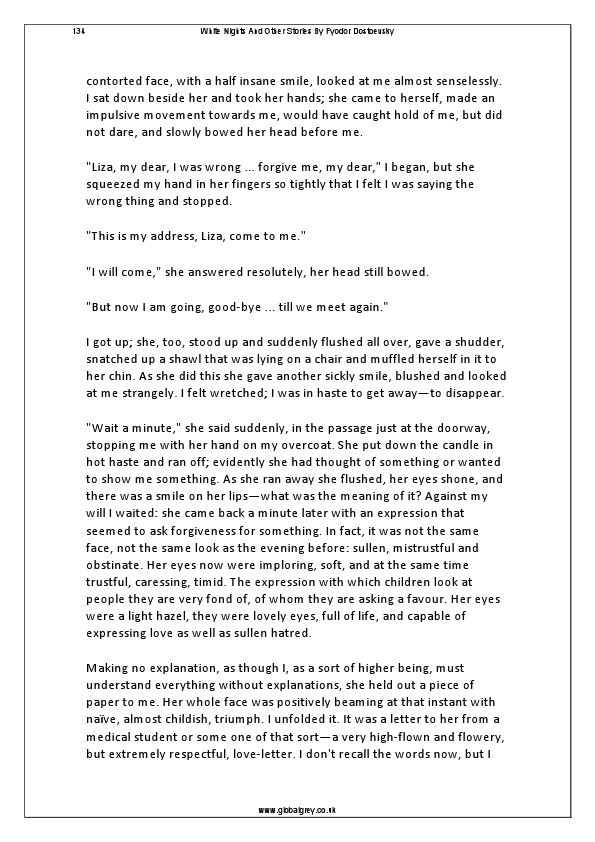 134
White Nights And Other Stories By Fyodor Dostoevsky
contorted face, with a half insane smile, looked at me almost senselessly.
I sat down beside her and took her hands; she came to herself, made an
impulsive movement towards me, would have caught hold of me, but did
not dare, and slowly bowed her head before me.
"Liza, my dear, I was wrong ... forgive me, my dear," I began, but she
squeezed my hand in her fingers so tightly that I felt I was saying the
wrong thing and stopped.
"This is my address, Liza, come to me."
"I will come," she answered resolutely, her head still bowed.
"But now I am going, good-bye ... till we meet again."
I got up; she, too, stood up and suddenly flushed all over, gave a shudder,
snatched up a shawl that was lying on a chair and muffled herself in it to
her chin. As she did this she gave another sickly smile, blushed and looked
at me strangely. I felt wretched; I was in haste to get away—to disappear.
"Wait a minute," she said suddenly, in the passage just at the doorway,
stopping me with her hand on my overcoat. She put down the candle in
hot haste and ran off; evidently she had thought of something or wanted
to show me something. As she ran away she flushed, her eyes shone, and
there was a smile on her lips—what was the meaning of it? Against my
will I waited: she came back a minute later with an expression that
seemed to ask forgiveness for something. In fact, it was not the same
face, not the same look as the evening before: sullen, mistrustful and
obstinate. Her eyes now were imploring, soft, and at the same time
trustful, caressing, timid. The expression with which children look at
people they are very fond of, of whom they are asking a favour. Her eyes
were a light hazel, they were lovely eyes, full of life, and capable of
expressing love as well as sullen hatred.
Making no explanation, as though I, as a sort of higher being, must
understand everything without explanations, she held out a piece of
paper to me. Her whole face was positively beaming at that instant with
naïve, almost childish, triumph. I unfolded it. It was a letter to her from a
medical student or some one of that sort—a very high-flown and flowery,
but extremely respectful, love-letter. I don't recall the words now, but I
www.globalgrey.co.uk